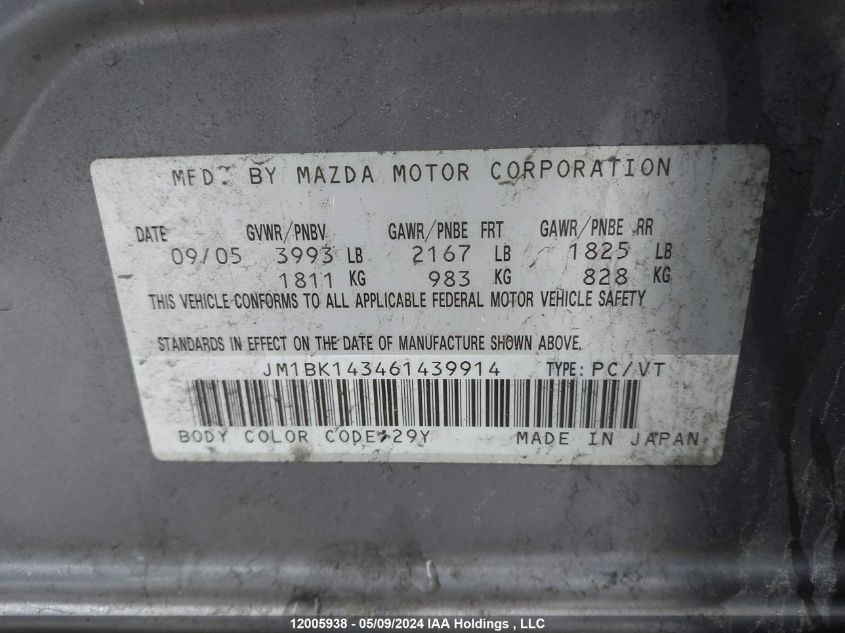 MFD. BY MAZDA MOTOR CORPORATION
DATE GVWR/PNBV GAWR/PNBE FRT GAWR/PNBE RR
09/05 3993 LB 2167 LB 1825 LB
1811 KG 983 KG 828 KG
THIS VEHICLE CONFORMS TO ALL APPLICABLE FEDERAL MOTOR VEHICLE SAFETY
STANDARDS IN EFFECT ON THE DATE OF MANUFACTURE SHOWN ABOVE.
JM1BK143461439914 TYPE: PC/VT
BODY COLOR CODE:29Y MADE IN JAPAN
12005938 - 05/09/2024 IAA Holdings , LLC